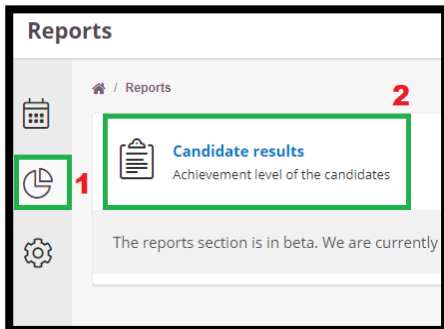 Reports
/ Reports
2
Candidate results
Achievement level of the candidates
1
The reports section is in beta. We are currently